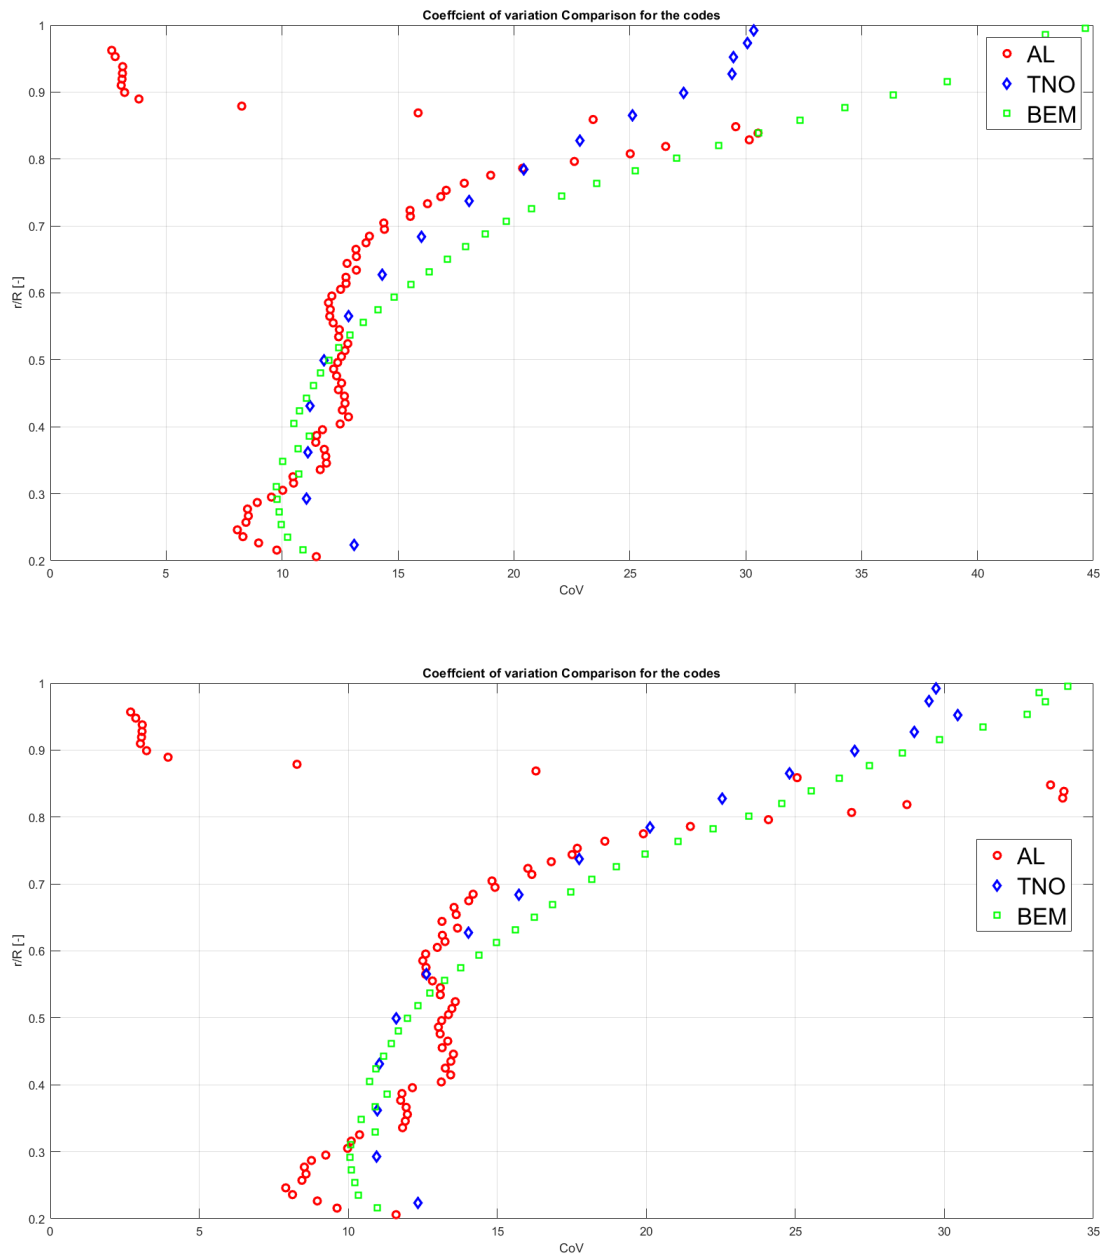 Coeffcient of variation Comparison for the codes
1
0.9
0.8
0.7
0.6
0.5
0.4
0.3
0.2
r/R [-]
AL
TNO
BEM
0 5 10 15 20 25 30 35 40 45
CoV
Coeffcient of variation Comparison for the codes
1
0.9
0.8
0.7
0.6
0.5
0.4
0.3
0.2
r/R [-]
AL
TNO
BEM
0 5 10 15 20 25 30 35
CoV